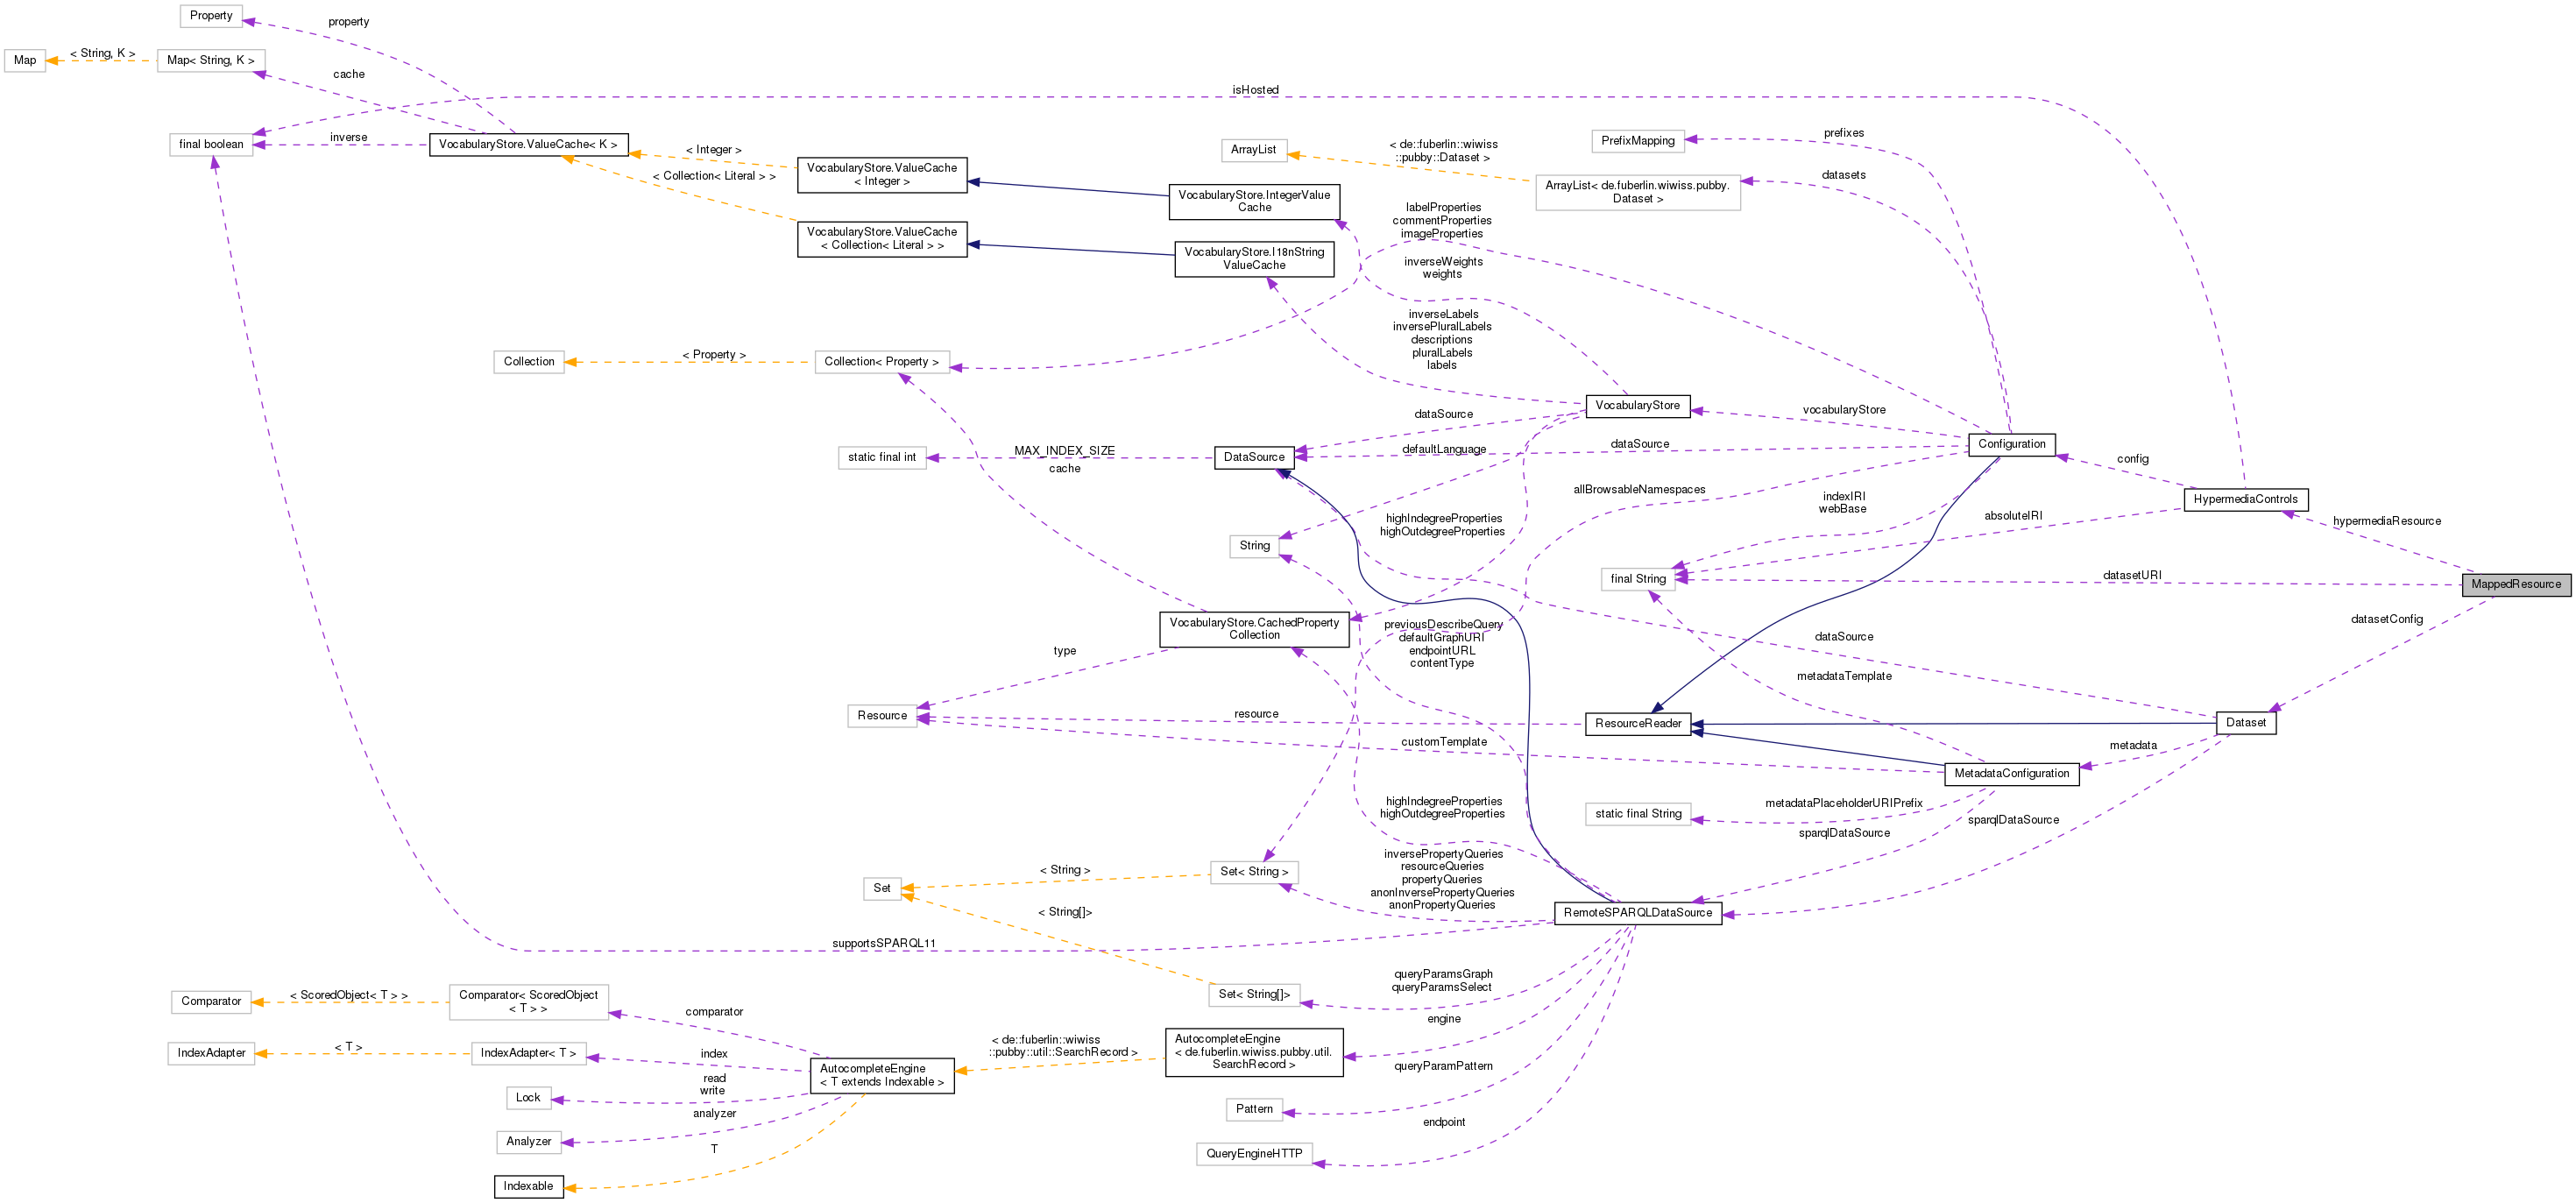 Property
property
Map
< String, K >
Map< String, K >
cache
isHosted
final boolean
inverse
VocabularyStore.ValueCache< K >
< Integer >
< Collection< Literal > >
VocabularyStore.ValueCache
< Integer >
VocabularyStore.ValueCache
< Collection< Literal > >
VocabularyStore.IntegerValue
Cache
VocabularyStore.I18nString
ValueCache
ArrayList
< de::fuberlin::wiwiss
::pubby::Dataset >
ArrayList< de.fuberlin.wiwiss.pubby.
Dataset >
PrefixMapping
prefixes
datasets
labelProperties
commentProperties
imageProperties
inverseWeights
weights
inverseLabels
inversePluralLabels
descriptions
pluralLabels
labels
Collection
< Property >
Collection< Property >
VocabularyStore
vocabularyStore
Configuration
config
HypermediaControls
hypermediaResource
MappedResource
dataSource
dataSource
defaultLanguage
static final int
MAX_INDEX_SIZE
cache
DataSource
allBrowsableNamespaces
indexIRI
webBase
absoluteIRI
highIndegreeProperties
highOutdegreeProperties
String
final String
datasetURI
datasetConfig
VocabularyStore.CachedProperty
Collection
type
previousDescribeQuery
defaultGraphURI
endpointURL
contentType
dataSource
metadataTemplate
Resource
resource
ResourceReader
customTemplate
Dataset
metadata
MetadataConfiguration
highIndegreeProperties
highOutdegreeProperties
static final String
metadataPlaceholderURIPrefix
sparqlDataSource
sparqlDataSource
Set
< String >
< String[]>
Set< String >
inversePropertyQueries
resourceQueries
propertyQueries
anonInversePropertyQueries
anonPropertyQueries
RemoteSPARQLDataSource
supportsSPARQL11
Set< String[]>
queryParamsGraph
queryParamsSelect
engine
Comparator
< ScoredObject< T > >
Comparator< ScoredObject
< T > >
comparator
IndexAdapter
< T >
IndexAdapter< T >
index
read
write
Lock
analyzer
Analyzer
T
Indexable
AutocompleteEngine
< T extends Indexable >
< de::fuberlin::wiwiss
::pubby::util::SearchRecord >
AutocompleteEngine
< de.fuberlin.wiwiss.pubby.util.
SearchRecord >
queryParamPattern
Pattern
endpoint
QueryEngineHTTP